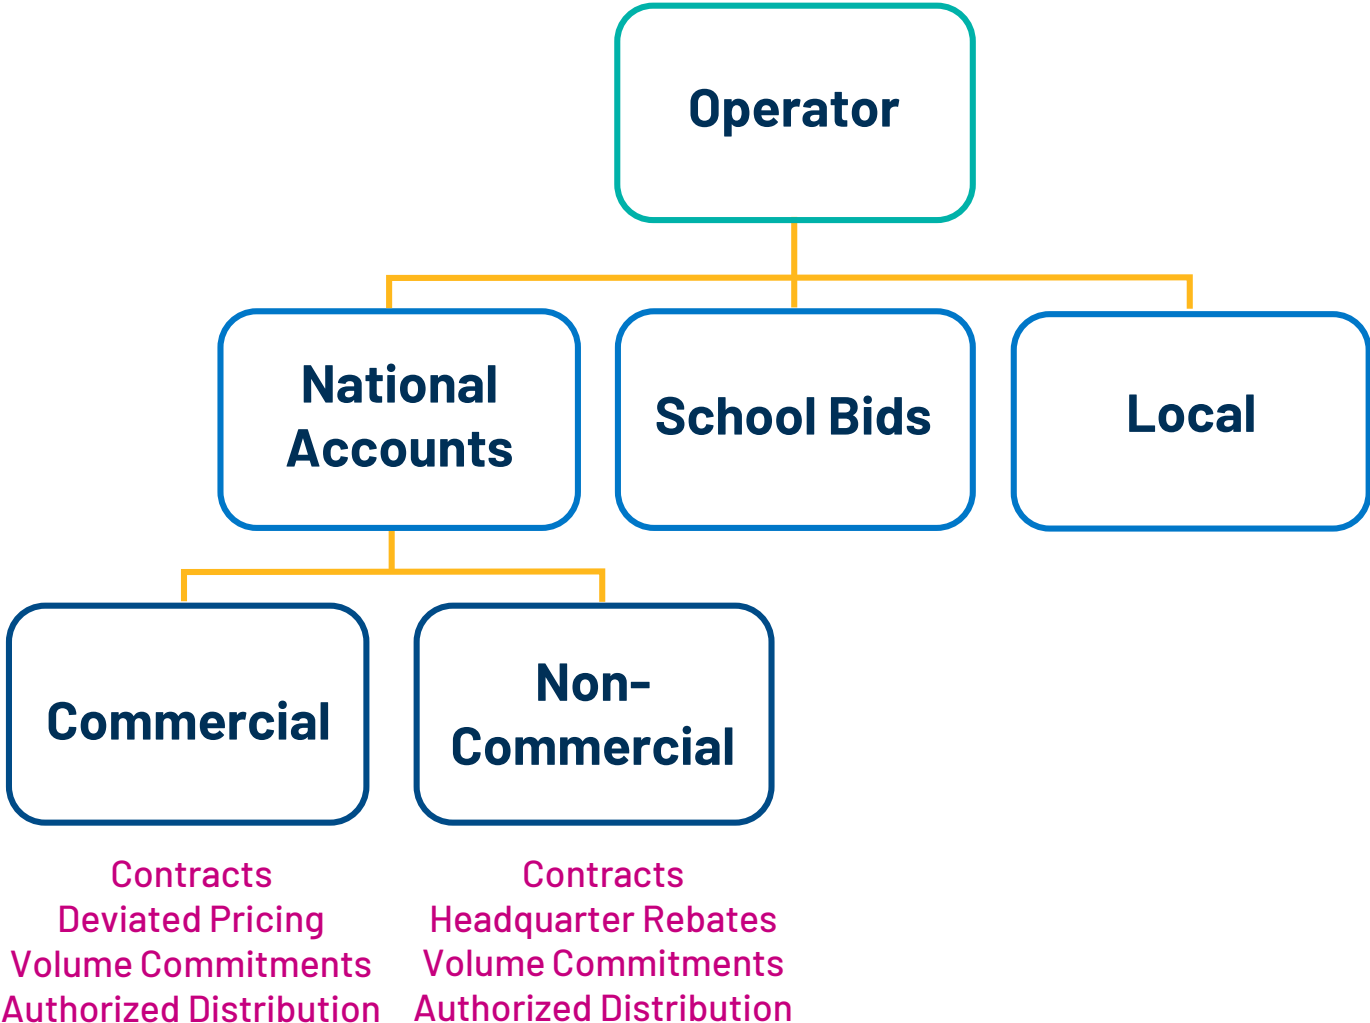 Operator
National
Accounts
School Bids
Local
Commercial
Non-
Commercial
Contracts
Deviated Pricing
Volume Commitments
Authorized Distribution
Contracts
Headquarter Rebates
Volume Commitments
Authorized Distribution